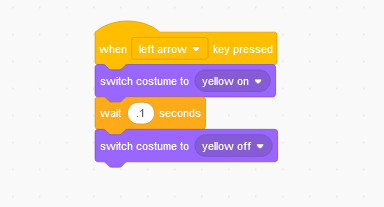 when left arrow key pressed
switch costume to yellow on
wait .1 seconds
switch costume to yellow off